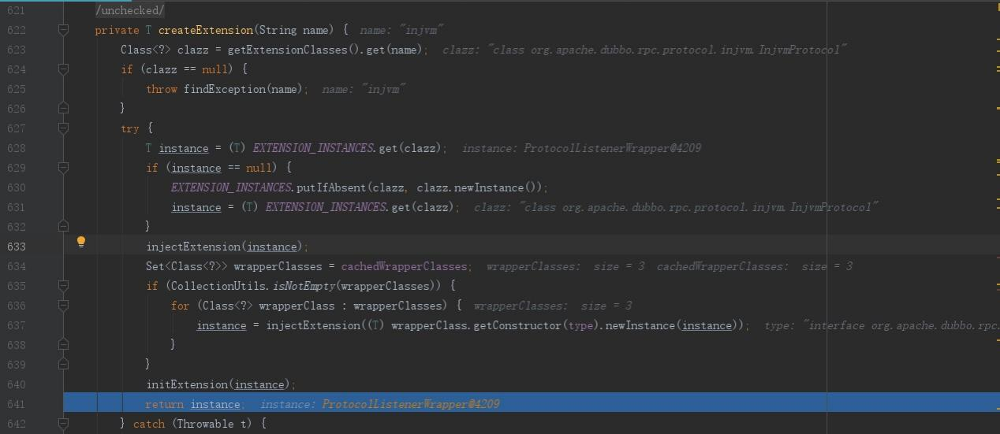 621 /unchecked/
622 private T createExtension(String name) { name: "injvm"
623 Class<?> clazz = getExtensionClasses().get(name); clazz: "class org.apache.dubbo.rpc.protocol.injvm.InjvmProtocol"
624 if (clazz == null) {
625 throw findException(name); name: "injvm"
626 }
627 try {
628 T instance = (T) EXTENSION_INSTANCES.get(clazz); instance: ProtocolListenerWrapper@4209
629 if (instance == null) {
630 EXTENSION_INSTANCES.putIfAbsent(clazz, clazz.newInstance());
631 instance = (T) EXTENSION_INSTANCES.get(clazz); clazz: "class org.apache.dubbo.rpc.protocol.injvm.InjvmProtocol"
632 }
633 injectExtension(instance);
634 Set<Class<?>> wrapperClasses = cachedWrapperClasses; wrapperClasses: size = 3 cachedWrapperClasses: size = 3
635 if (CollectionUtils.isNotEmpty(wrapperClasses)) {
636 for (Class<?> wrapperClass : wrapperClasses) { wrapperClasses: size = 3
637 instance = injectExtension((T) wrapperClass.getConstructor(type).newInstance(instance)); type: "interface org.apache.dubbo.rpc.
638 }
639 }
640 initExtension(instance);
641 return instance; instance: ProtocolListenerWrapper@4209
642 } catch (Throwable t) {